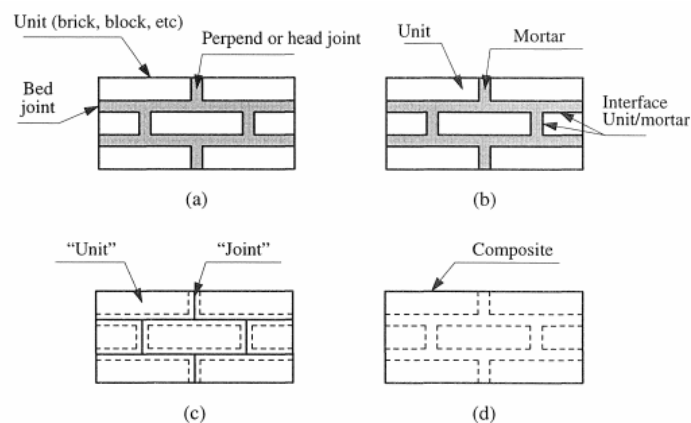 Unit (brick, block, etc)
Perpend or head joint
Bed
joint
(a)
Unit
Mortar
Interface
Unit/mortar
(b)
“Unit”
“Joint”
(c)
Composite
(d)